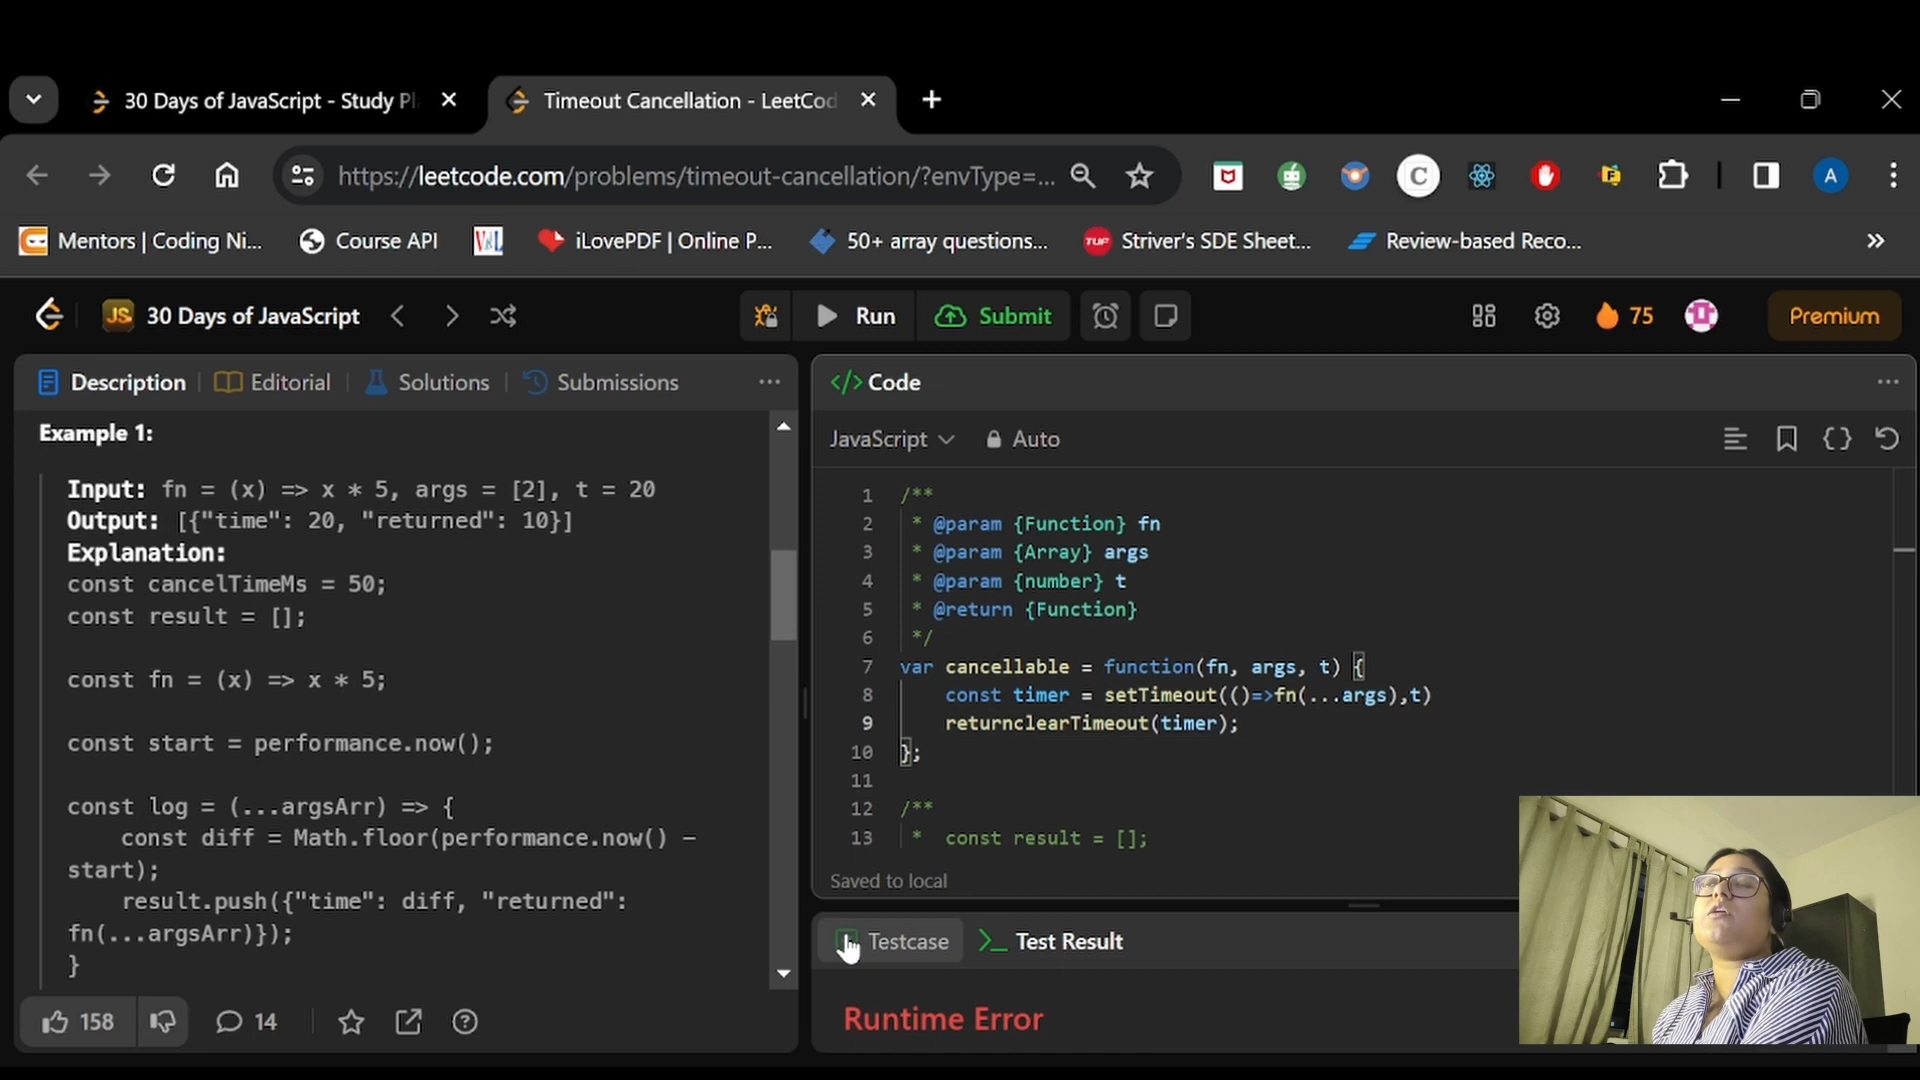 30 Days of JavaScript - Study Pl
Timeout Cancellation - LeetCod
https://leetcode.com/problems/timeout-cancellation/?envType=...
C
F
A
Mentors | Coding Ni...
Course API
iLovePDF | Online P...
50+ array questions...
TUF
Striver's SDE Sheet...
Review-based Reco...
»
JS
30 Days of JavaScript
Run
Submit
75
Premium
Description
Editorial
Solutions
Submissions
...
Example 1:
Input: fn = (x) => x * 5, args = [2], t = 20
Output: [{"time": 20, "returned": 10}]
Explanation:
const cancelTimeMs = 50;
const result = [];
const fn = (x) => x * 5;
const start = performance.now();
const log = (...argsArr) => {
const diff = Math.floor(performance.now() -
start);
result.push({"time": diff, "returned":
fn(...argsArr)});
}
158
14
</> Code
...
JavaScript
Auto
{}
1 /**
2 * @param {Function} fn
3 * @param {Array} args
4 * @param {number} t
5 * @return {Function}
6 */
7 var cancellable = function(fn, args, t) {
8 const timer = setTimeout(()=>fn(...args),t)
9 returnclearTimeout(timer);
10 };
11
12 /**
13 * const result = [];
Saved to local
Testcase
>_ Test Result
Runtime Error